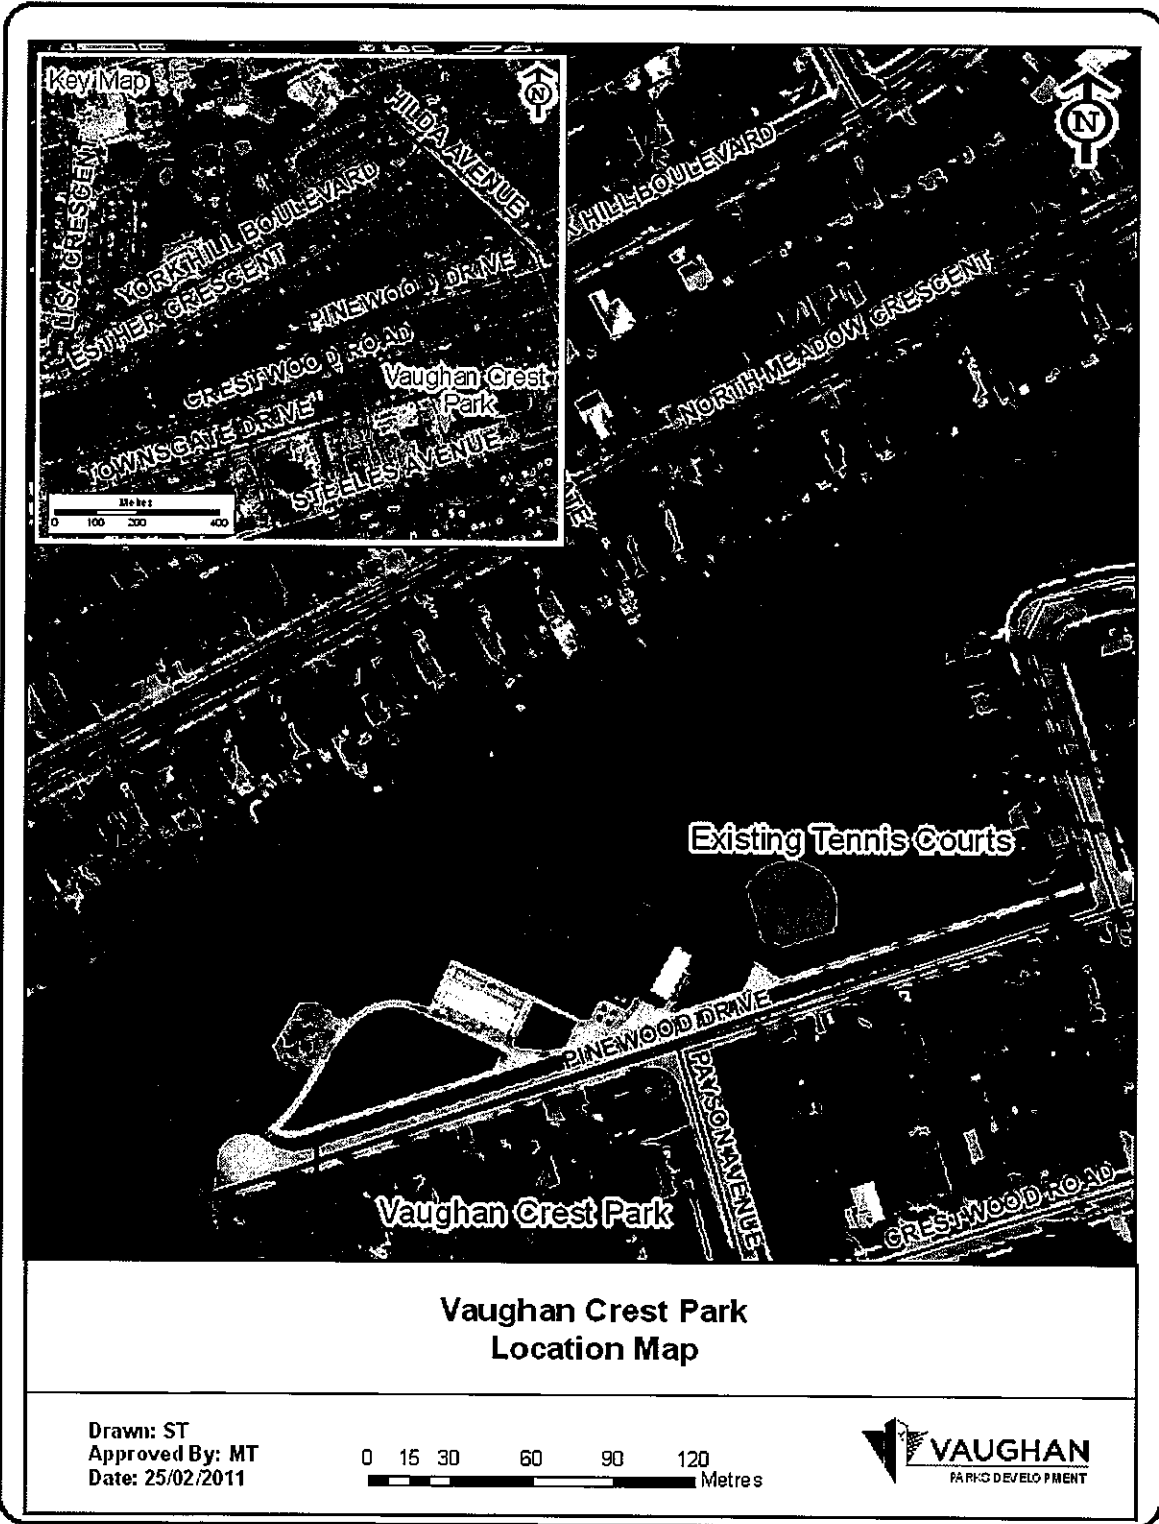 Key Map
N
HILDA AVENUE
LISA CRESCENT
YORKHILL BOULEVARD
ESTHER CRESCENT
PINEWOOD DRIVE
CRESTWOOD ROAD
Vaughan Crest
Park
TOWNSGATE DRIVE
STEELES AVENUE
Metres
0 100 200 400
N
HILL BOULEVARD
NORTH MEADOW CRESCENT
Existing Tennis Courts
PINEWOOD DRIVE
PAYSON AVENUE
Vaughan Crest Park
CRESTWOOD ROAD
Vaughan Crest Park
Location Map
Drawn: ST
Approved By: MT
Date: 25/02/2011
0 15 30 60 90 120
Metres
VAUGHAN
PARKS DEVELOPMENT